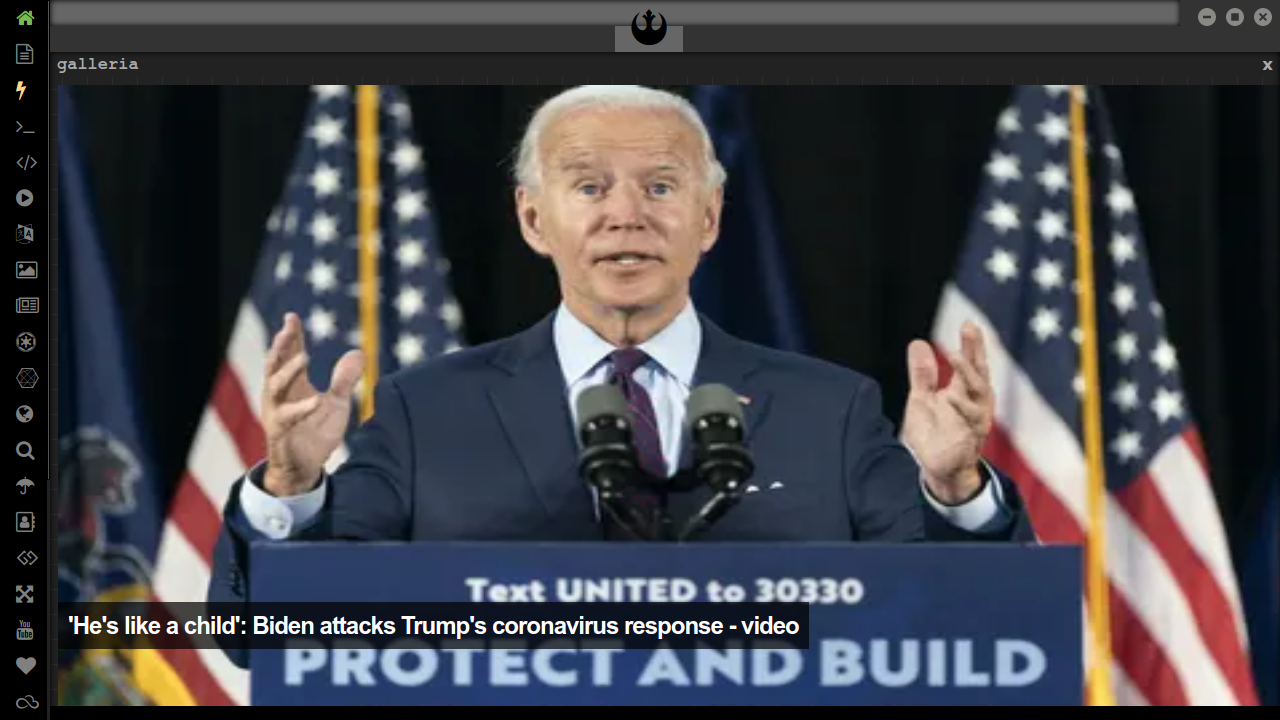 galleria
x
Text UNITED to 30330
'He's like a child': Biden attacks Trump's coronavirus response - video
PROTECT AND BUILD
You
Tube